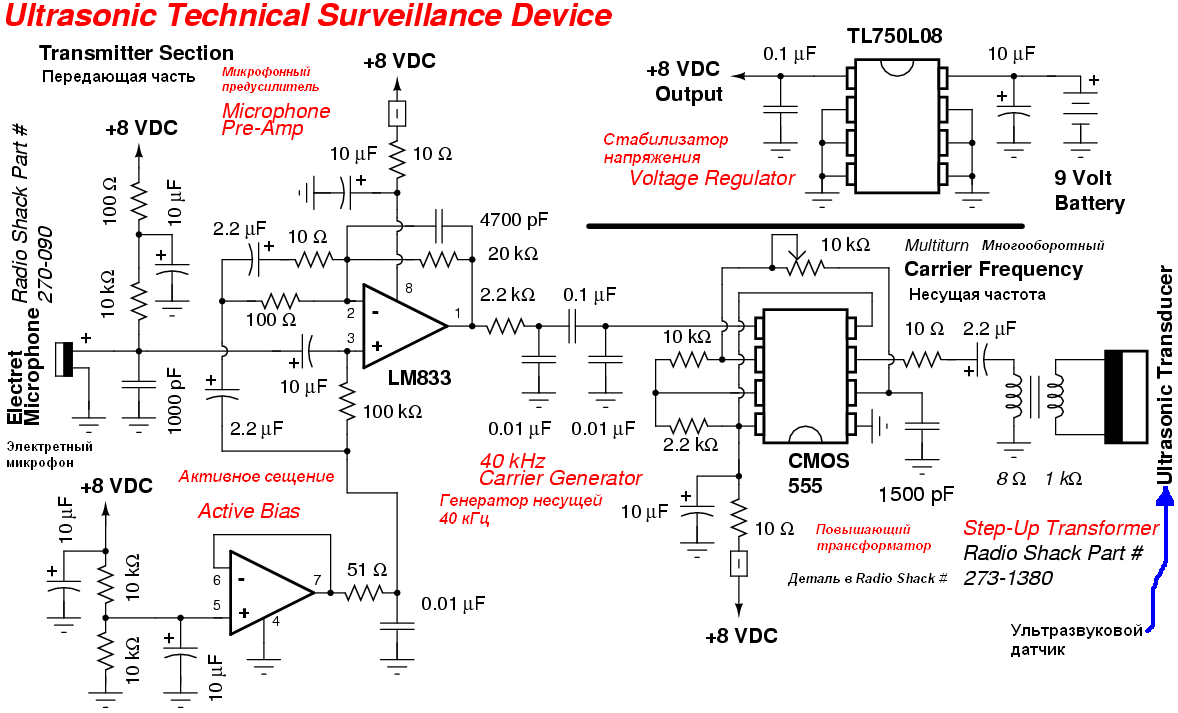 Ultrasonic Technical Surveillance Device
Transmitter Section
Передающая часть
Микрофонный
предусилитель
Microphone
Pre-Amp
+8 VDC
10 µF
10 Ω
+
+8 VDC
100 Ω
10 µF
+
10 kΩ
Electret
Microphone
Radio Shack Part #
270-090
+
1000 pF
Электретный
микрофон
2.2 µF
+
10 Ω
100 Ω
4700 pF
20 kΩ
8
2
-
3
+
1
LM833
+
10 µF
100 kΩ
+
2.2 µF
2.2 kΩ
0.1 µF
0.01 µF
0.01 µF
Активное сещение
Active Bias
+8 VDC
10 µF
+
10 kΩ
10 kΩ
+
10 µF
6
-
5
+
7
4
51 Ω
0.01 µF
TL750L08
0.1 µF
+8 VDC
Output
10 µF
+
+
9 Volt
Battery
Стабилизатор
напряжения
Voltage Regulator
10 kΩ
Multiturn
Многооборотный
Carrier Frequency
Несущая частота
10 kΩ
2.2 kΩ
CMOS
555
10 Ω
2.2 µF
+
1500 pF
8 Ω
1 kΩ
Ultrasonic Transducer
40 kHz
Carrier Generator
Генератор несущей
40 кГц
10 µF
+
10 Ω
+8 VDC
Повышающий
трансформатор
Step-Up Transformer
Radio Shack Part #
Деталь в Radio Shack #
273-1380
Ультразвуковой
датчик